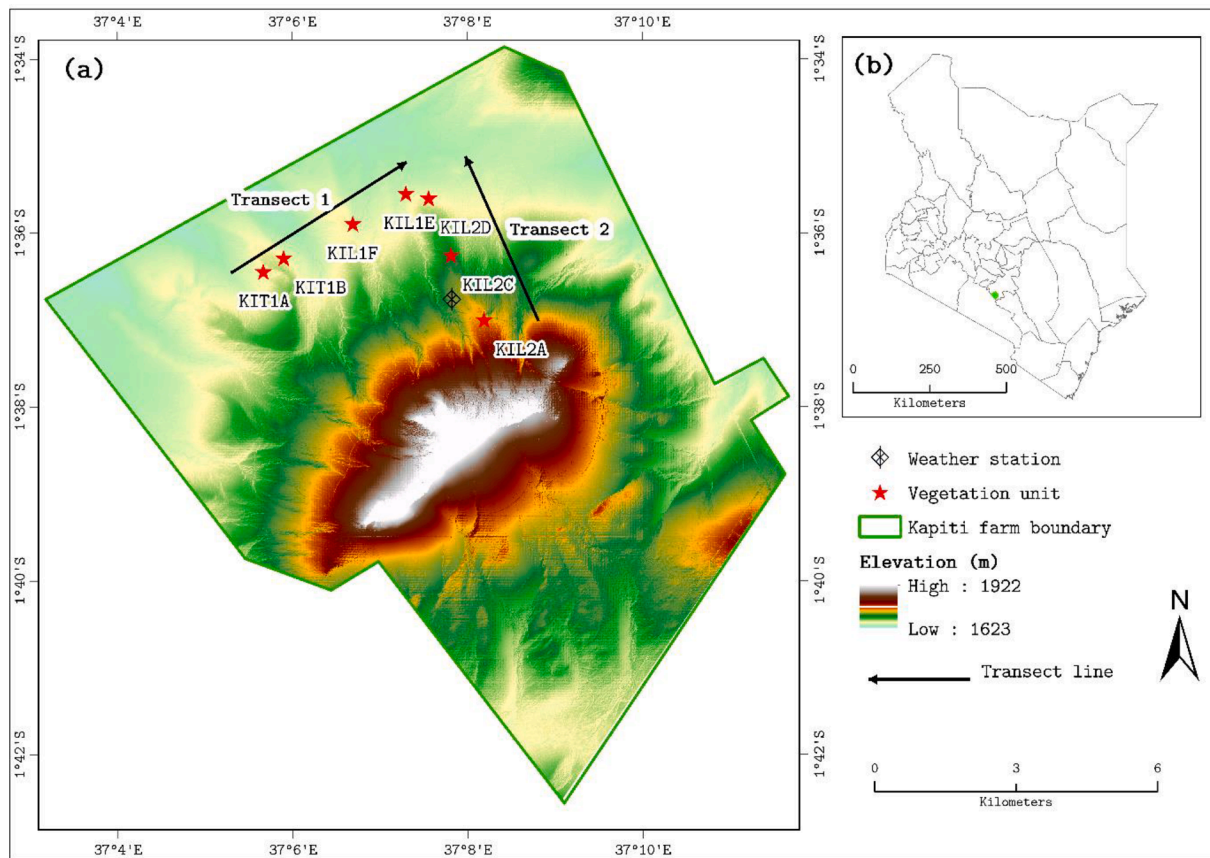 37°4'E
37°6'E
37°8'E
37°10'E
(a)
1°34'S
1°36'S
1°38'S
1°40'S
1°42'S
Transect 1
Transect 2
KIL1E
KIL2D
KIL1F
KIT1B
KIT1A
KIL2C
KIL2A
1°34'S
1°36'S
1°38'S
1°40'S
1°42'S
37°4'E
37°6'E
37°8'E
37°10'E
(b)
0 250 500
Kilometers
Weather station
Vegetation unit
Kapiti farm boundary
Elevation (m)
High : 1922
Low : 1623
N
Transect line
0 3 6
Kilometers